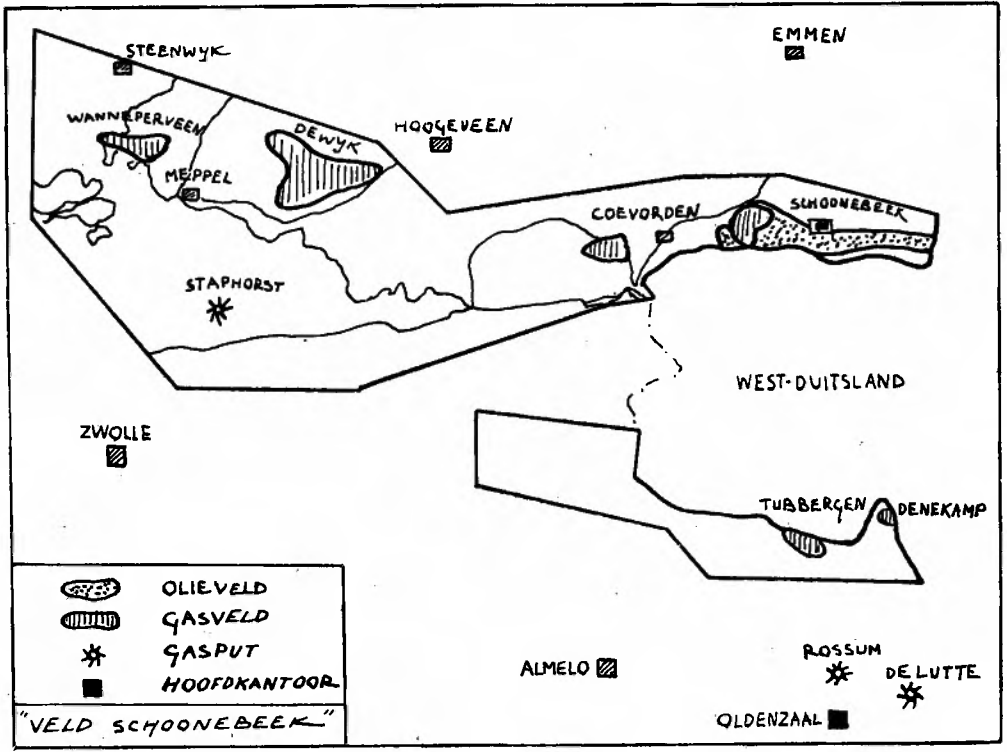 EMMEN
STEENWYK
WANNEPERVEEN
DEWYK
HOOGEVEEN
MEPPEL
COEVORDEN
SCHOONEBEEK
STAPHORST
WEST-DUITSLAND
ZWOLLE
TUBBERGEN
DENEKAMP
OLIEVELD
GASVELD
GASPUT
HOOFDKANTOOR
"VELD SCHOONEBEEK"
ALMELO
ROSSUM
DE LUTTE
OLDENZAAL